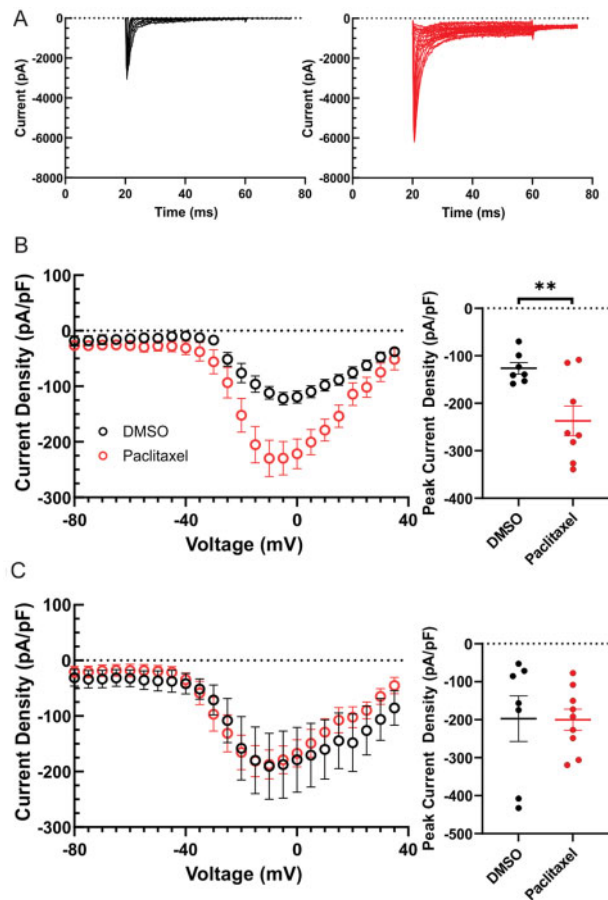 A
0
-2000
-4000
-6000
-8000
Current (pA)
0 20 40 60 80
Time (ms)
0
-2000
-4000
-6000
-8000
Current (pA)
0 20 40 60 80
Time (ms)
B
100
0
-100
-200
-300
Current Density (pA/pF)
DMSO
Paclitaxel
-80 -40 0 40
Voltage (mV)
**
0
-100
-200
-300
-400
Peak Current Density (pA/pF)
DMSO
Paclitaxel
C
100
0
-100
-200
-300
Current Density (pA/pF)
-80 -40 0 40
Voltage (mV)
0
-100
-200
-300
-400
-500
Peak Current Density (pA/pF)
DMSO
Paclitaxel